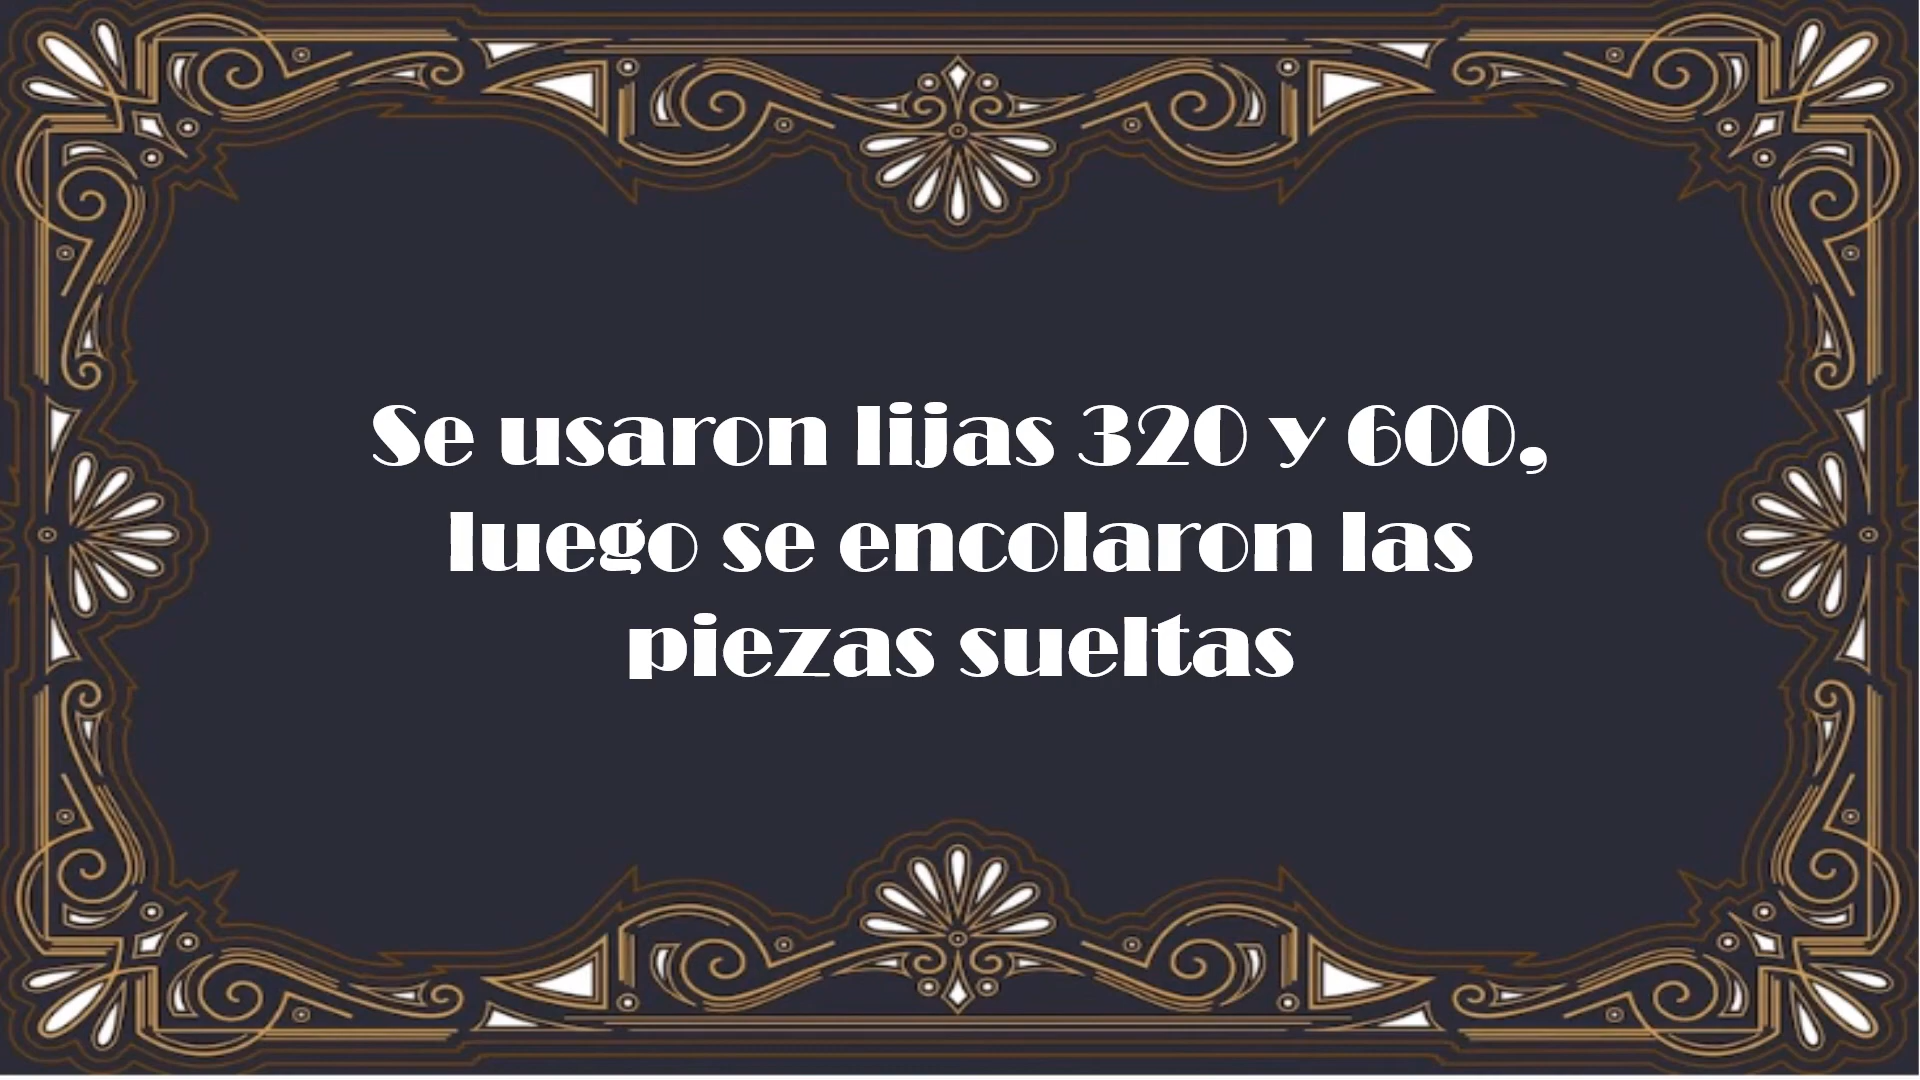 Se usaron lijas 320 y 600,
luego se encolaron las
piezas sueltas